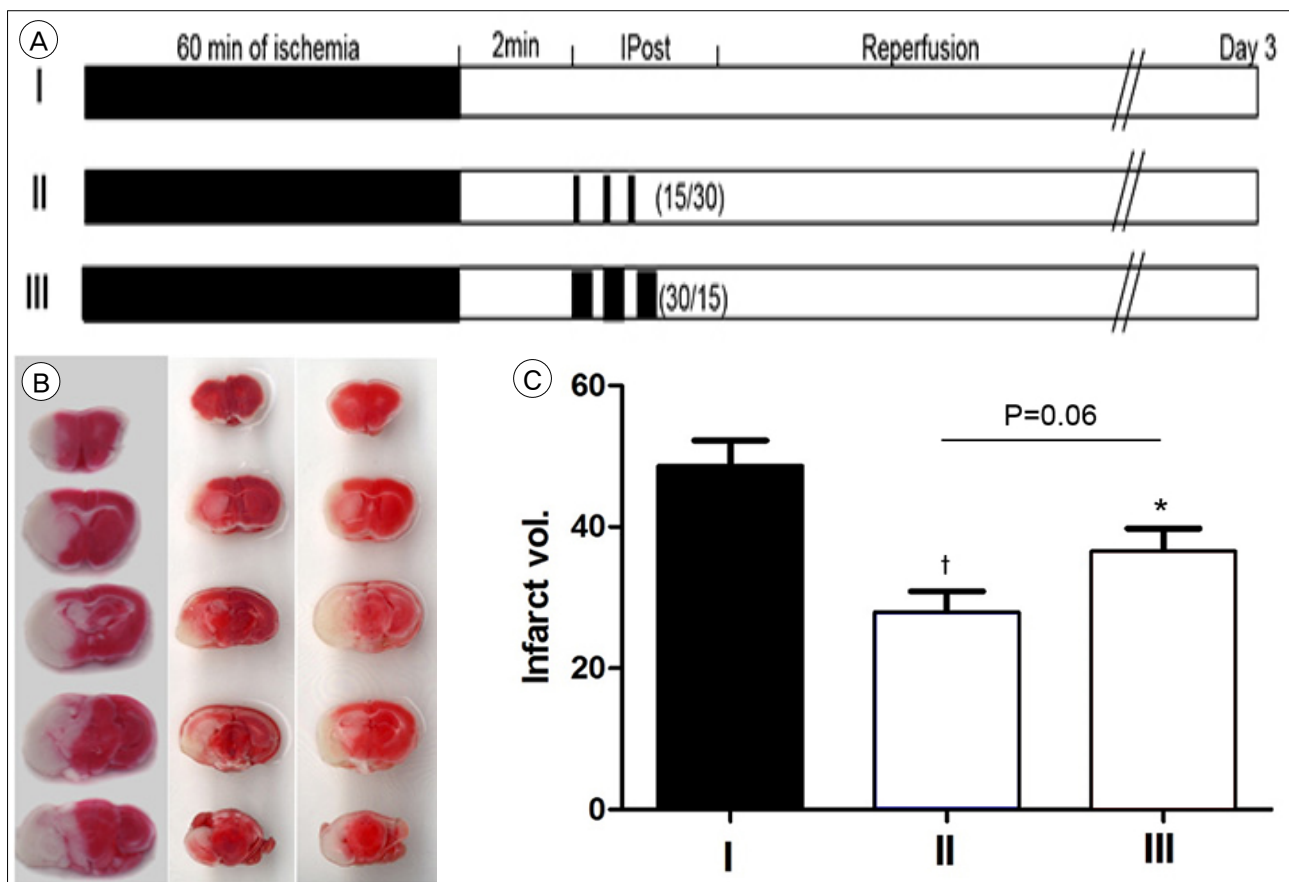 A
60 min of ischemia 2min IPost Reperfusion Day 3
I
II (15/30)
III (30/15)
B
C
Infarct vol.
60
40
20
0
P=0.06
†
*
I II III